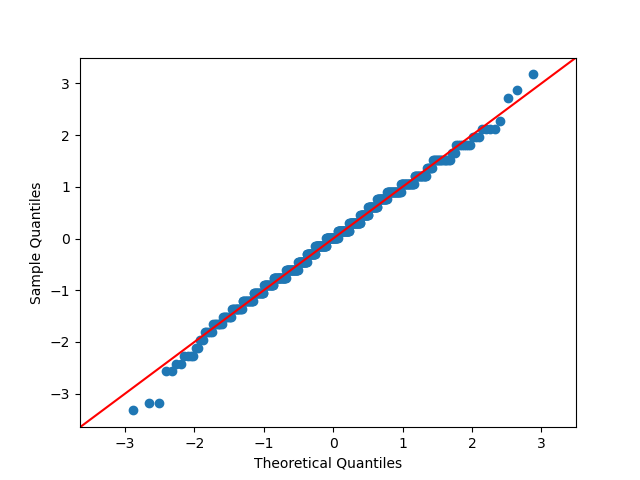 3
2
1
0
−1
−2
−3
Sample Quantiles
−3 −2 −1 0 1 2 3
Theoretical Quantiles